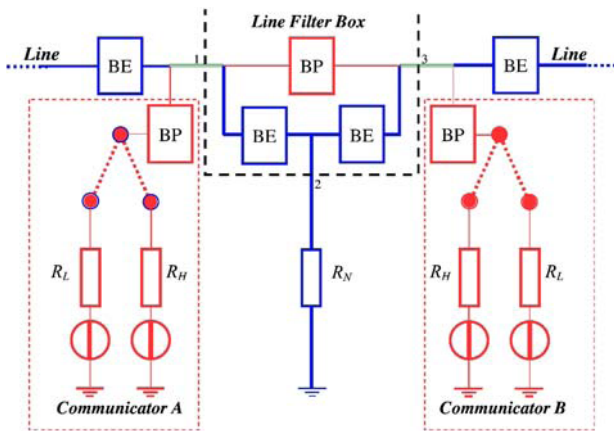 Line Filter Box
Line
BE
1
BP
3
BE
Line
BP
BE
BE
BP
2
R_L
R_H
R_N
R_H
R_L
Communicator A
Communicator B